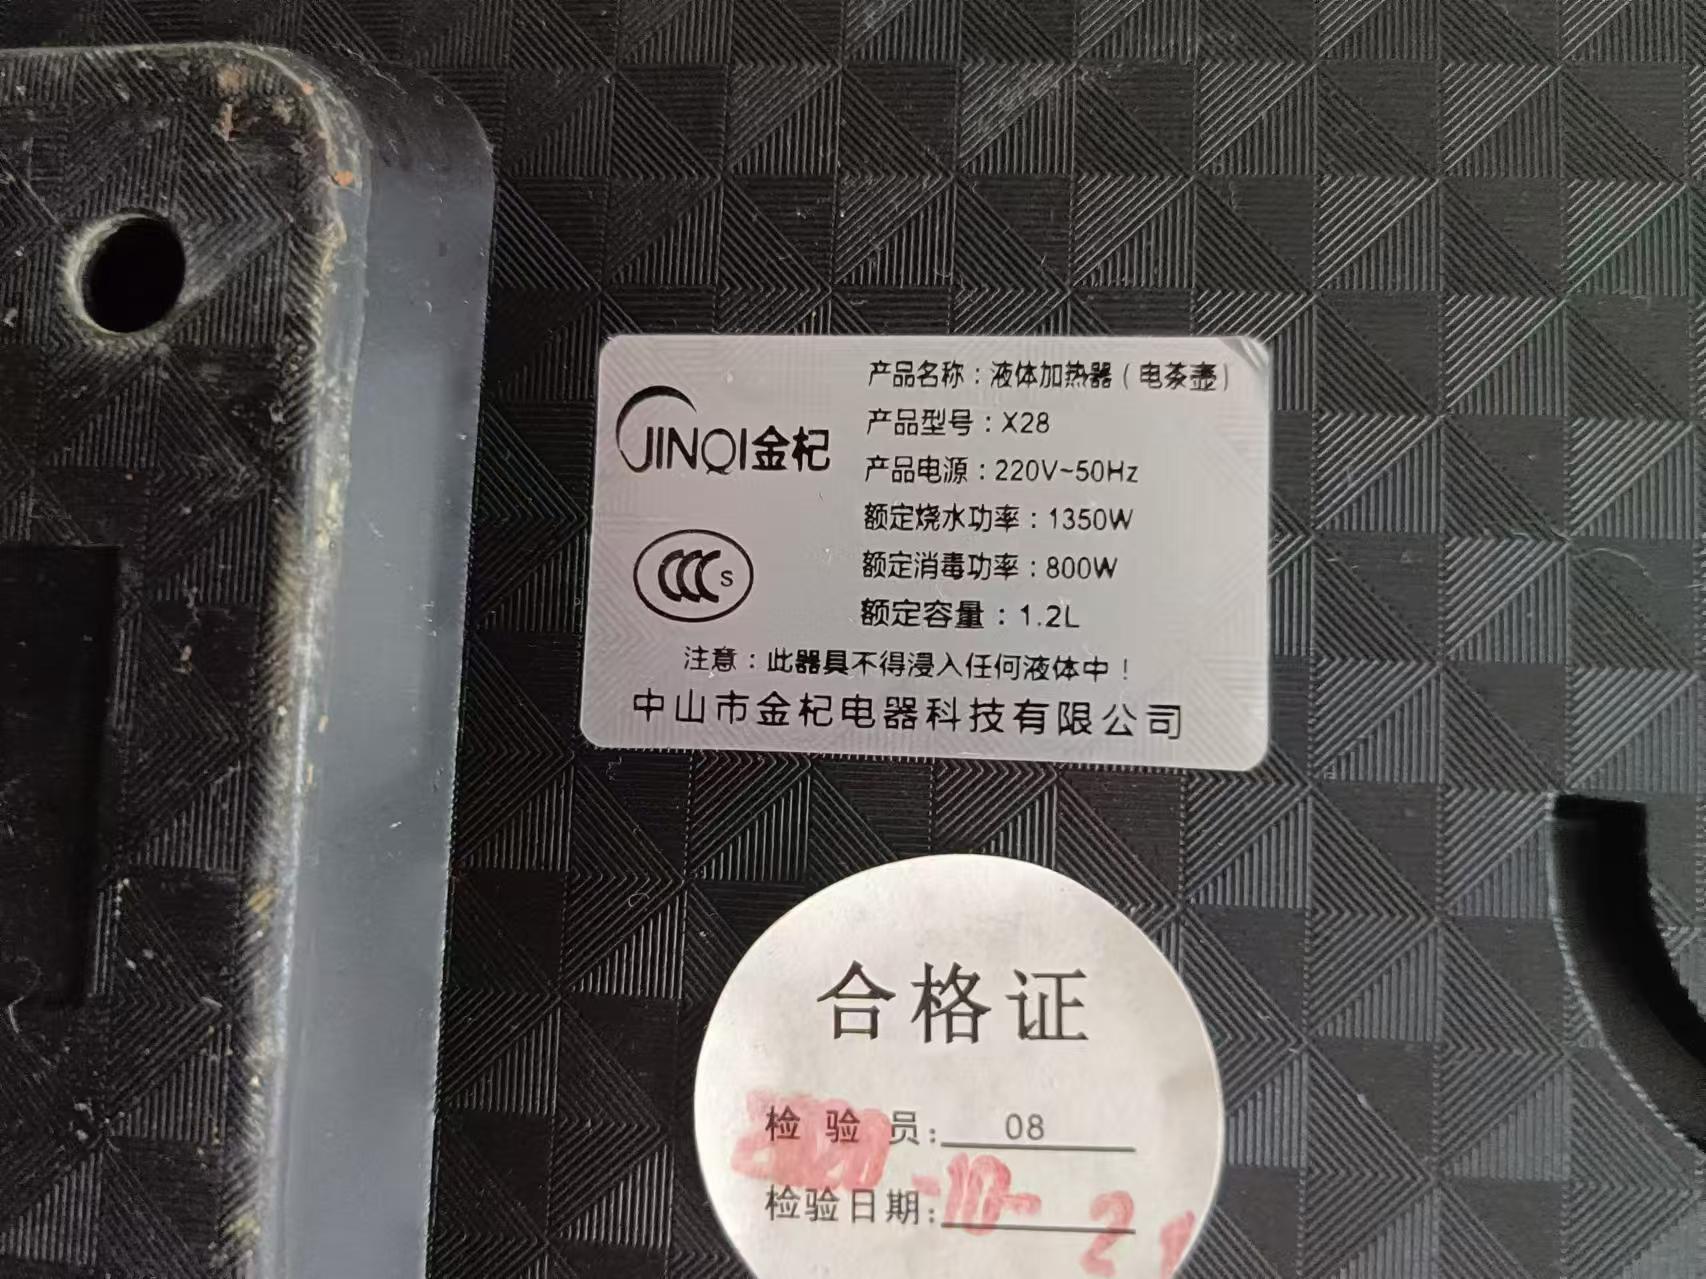 JINQI金杞
产品名称：液体加热器（电茶壶）
产品型号：X28
产品电源：220V~50Hz
额定烧水功率：1350W
额定消毒功率：800W
额定容量：1.2L
CCC S
注意：此器具不得浸入任何液体中！
中山市金杞电器科技有限公司
合格证
检验员：08
检验日期：
-10-21